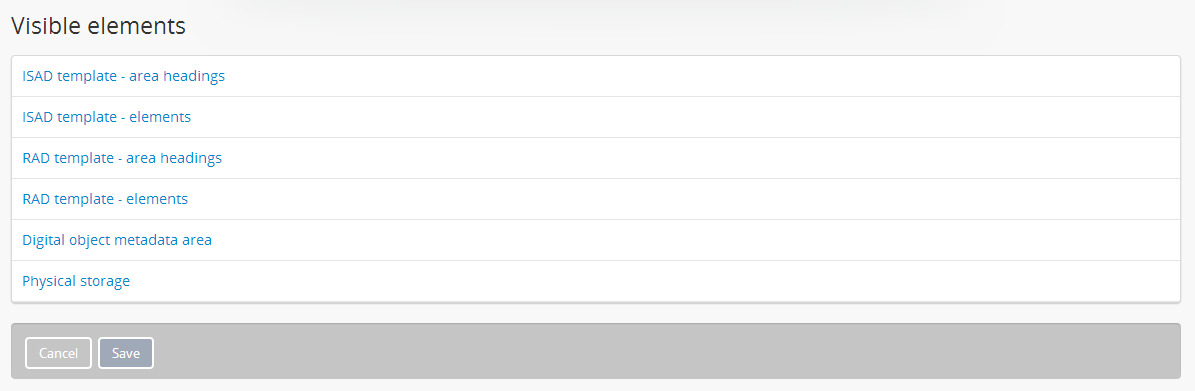 Visible elements
ISAD template - area headings
ISAD template - elements
RAD template - area headings
RAD template - elements
Digital object metadata area
Physical storage
Cancel Save